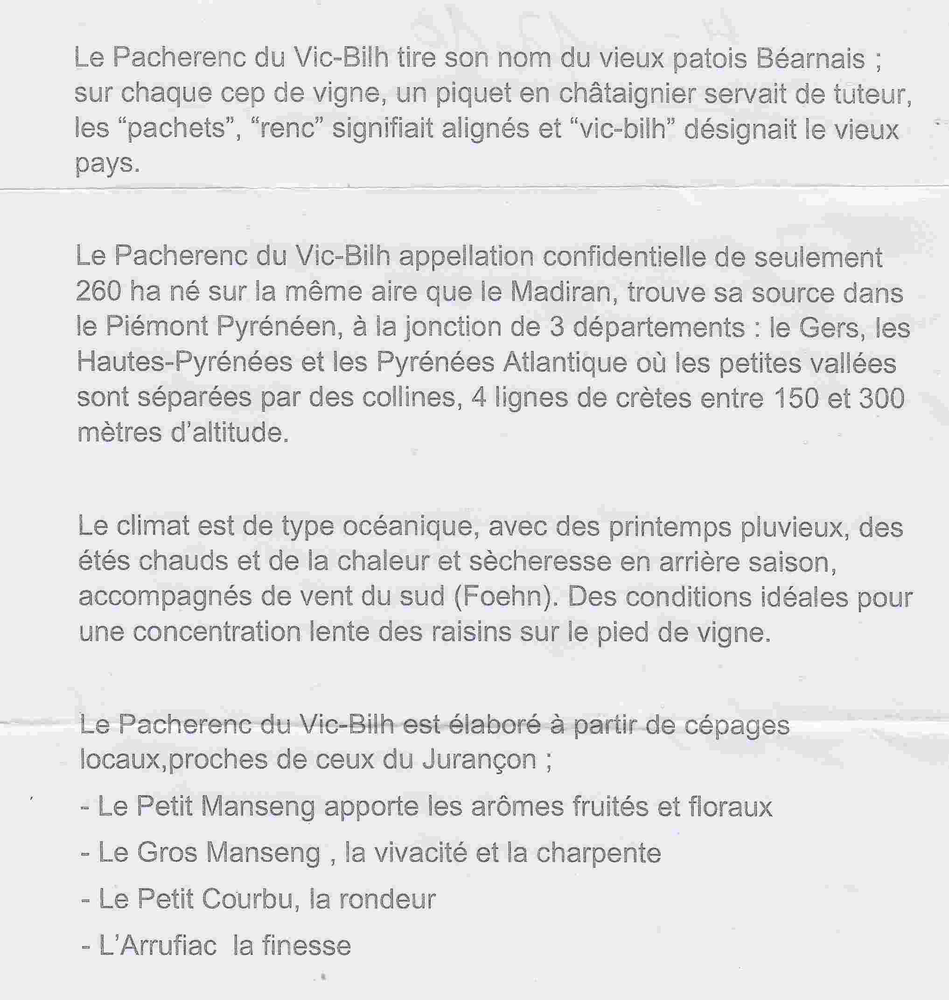 Le Pacherenc du Vic-Bilh tire son nom du vieux patois Béarnais ;
sur chaque cep de vigne, un piquet en châtaignier servait de tuteur,
les “pachets”, “renc” signifiait alignés et “vic-bilh” désignait le vieux
pays.
Le Pacherenc du Vic-Bilh appellation confidentielle de seulement
260 ha né sur la même aire que le Madiran, trouve sa source dans
le Piémont Pyrénéen, à la jonction de 3 départements : le Gers, les
Hautes-Pyrénées et les Pyrénées Atlantique où les petites vallées
sont séparées par des collines, 4 lignes de crètes entre 150 et 300
mètres d’altitude.
Le climat est de type océanique, avec des printemps pluvieux, des
étés chauds et de la chaleur et sècheresse en arrière saison,
accompagnés de vent du sud (Foehn). Des conditions idéales pour
une concentration lente des raisins sur le pied de vigne.
Le Pacherenc du Vic-Bilh est élaboré à partir de cépages
locaux,proches de ceux du Jurançon ;
- Le Petit Manseng apporte les arômes fruités et floraux
- Le Gros Manseng , la vivacité et la charpente
- Le Petit Courbu, la rondeur
- L’Arrufiac  la finesse